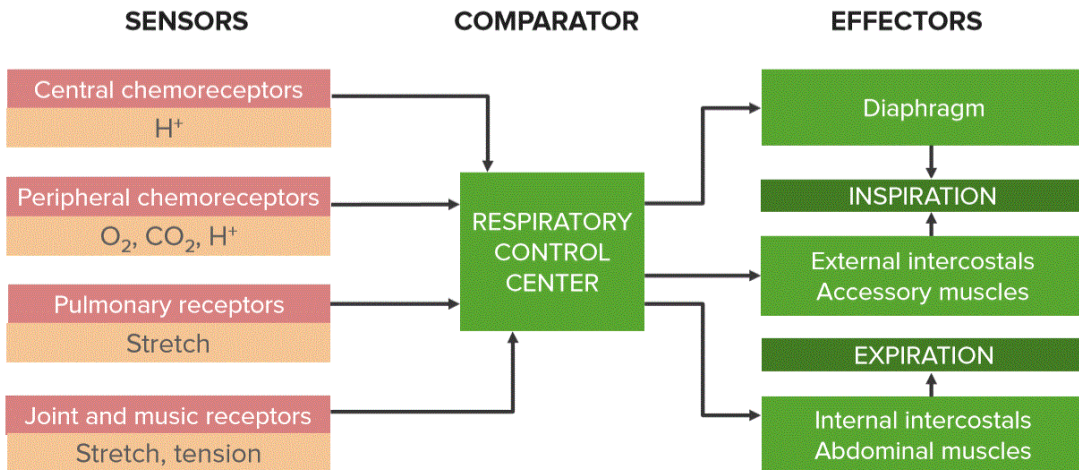 SENSORS
COMPARATOR
EFFECTORS
Central chemoreceptors
H⁺
Peripheral chemoreceptors
O₂, CO₂, H⁺
Pulmonary receptors
Stretch
Joint and music receptors
Stretch, tension
RESPIRATORY
CONTROL
CENTER
Diaphragm
INSPIRATION
External intercostals
Accessory muscles
EXPIRATION
Internal intercostals
Abdominal muscles